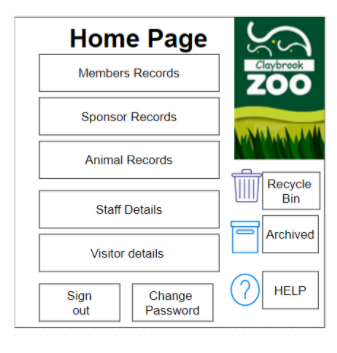 Home Page
Members Records
Sponsor Records
Animal Records
Staff Details
Visitor details
Sign
out
Change
Password
Claybrook
ZOO
Recycle
Bin
Archived
?
HELP